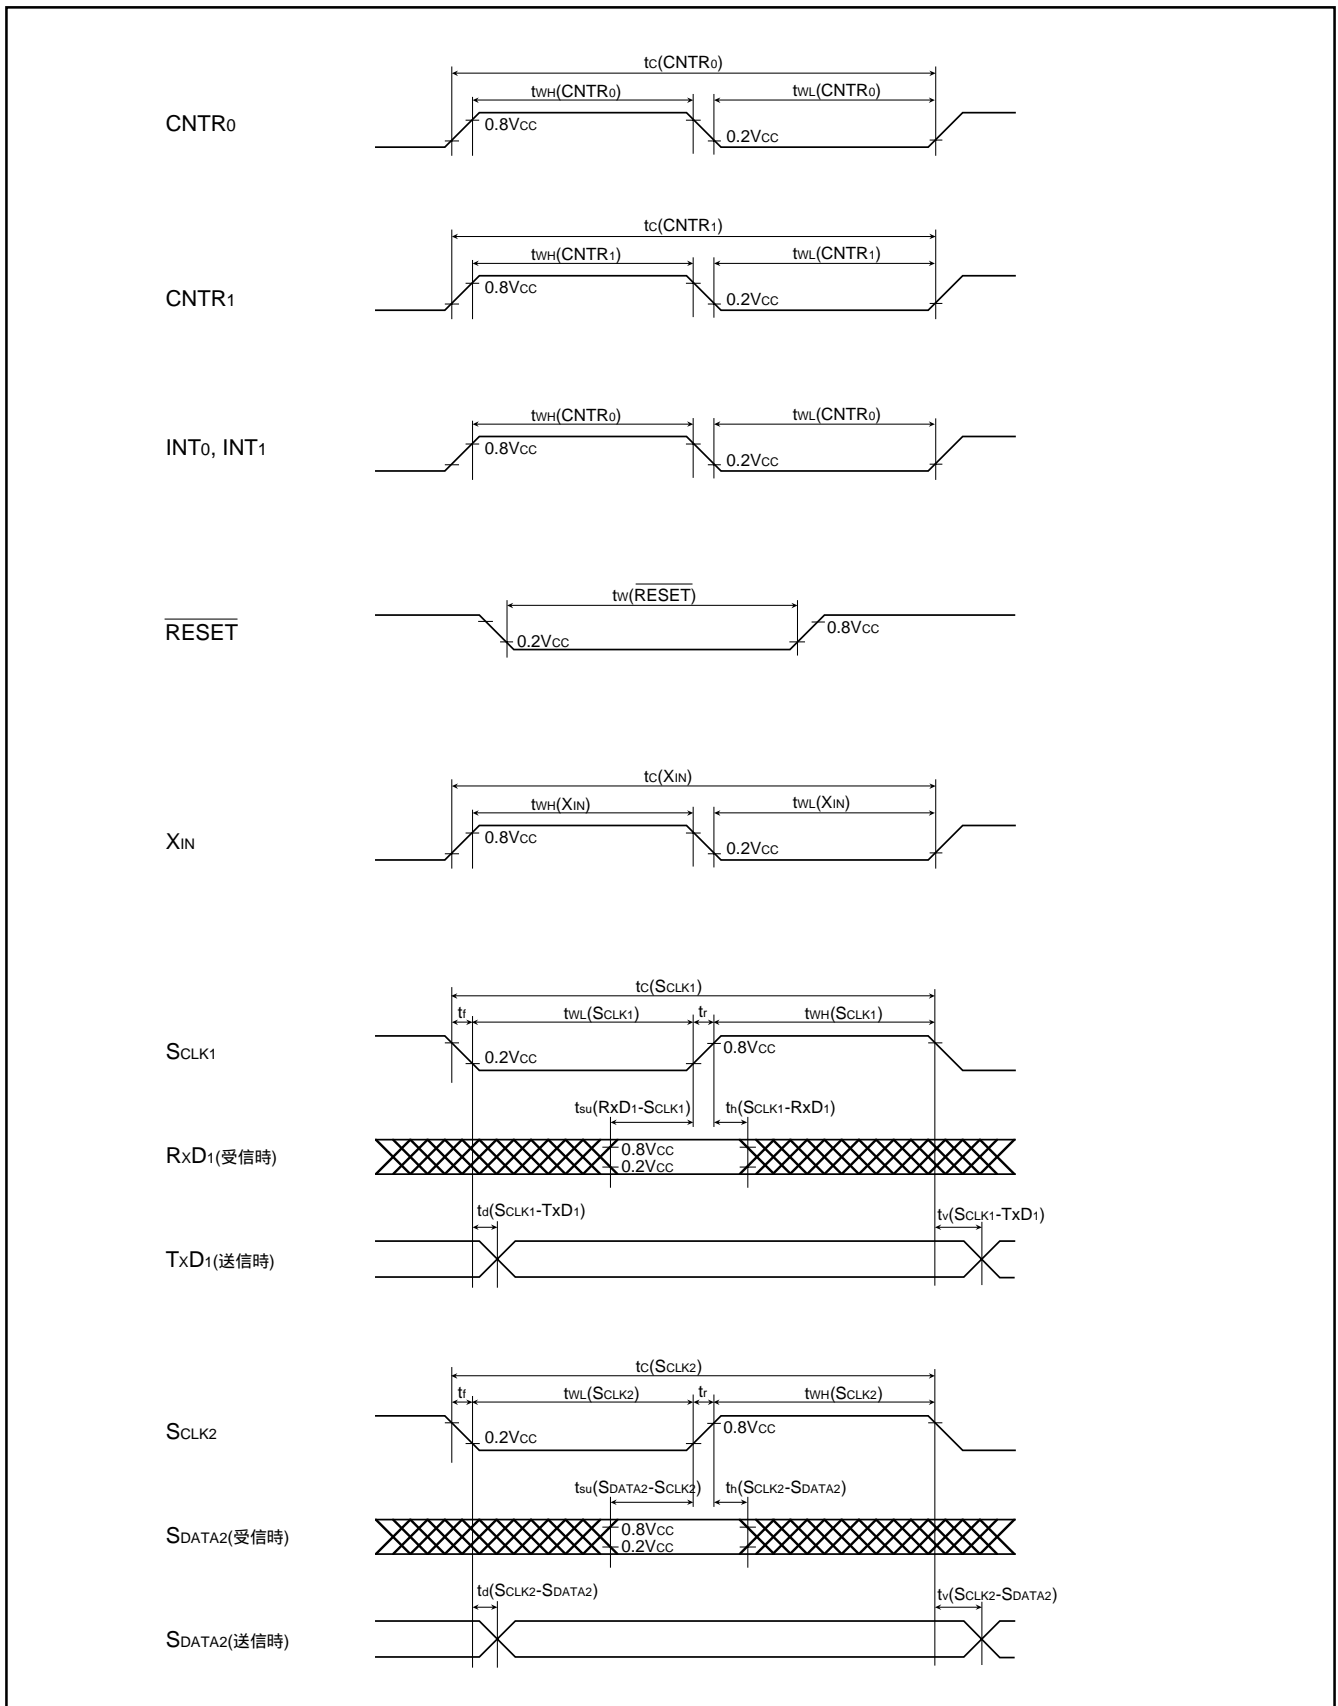 tC(CNTR0)
tWH(CNTR0) tWL(CNTR0)
CNTR0 0.8VCC 0.2VCC
tC(CNTR1)
tWH(CNTR1) tWL(CNTR1)
CNTR1 0.8VCC 0.2VCC
tWH(CNTR0) tWL(CNTR0)
INT0, INT1 0.8VCC 0.2VCC
tW(RESET)
RESET 0.2VCC 0.8VCC
tC(XIN)
tWH(XIN) tWL(XIN)
XIN 0.8VCC 0.2VCC
tC(SCLK1)
tf tWL(SCLK1) tr tWH(SCLK1)
SCLK1 0.2VCC 0.8VCC
tsu(RxD1-SCLK1) th(SCLK1-RxD1)
RXD1(受信時) 0.8VCC
0.2VCC
td(SCLK1-TxD1) tv(SCLK1-TxD1)
TXD1(送信時)
tC(SCLK2)
tf tWL(SCLK2) tr tWH(SCLK2)
SCLK2 0.2VCC 0.8VCC
tsu(SDATA2-SCLK2) th(SCLK2-SDATA2)
SDATA2(受信時) 0.8VCC
0.2VCC
td(SCLK2-SDATA2) tv(SCLK2-SDATA2)
SDATA2(送信時)